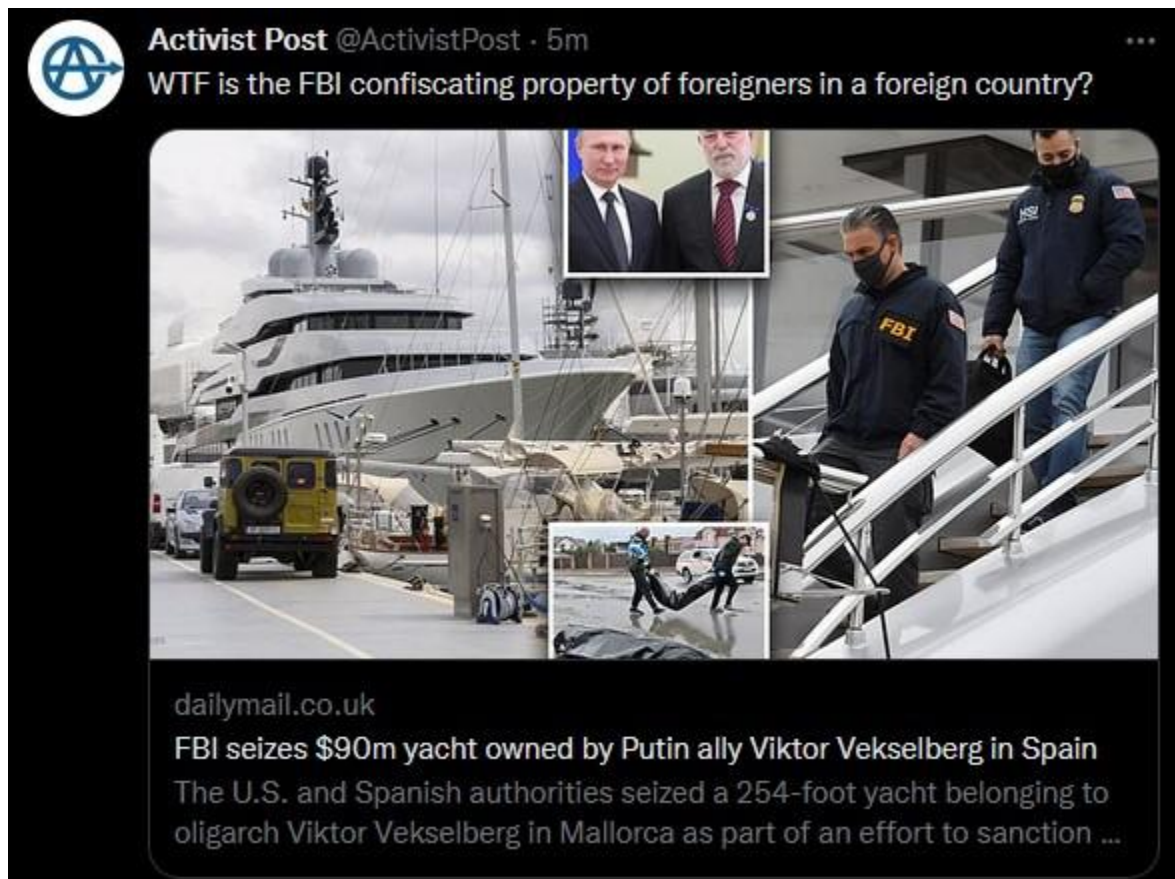 Activist Post @ActivistPost · 5m
WTF is the FBI confiscating property of foreigners in a foreign country?
HSI
FBI
dailymail.co.uk
FBI seizes $90m yacht owned by Putin ally Viktor Vekselberg in Spain
The U.S. and Spanish authorities seized a 254-foot yacht belonging to
oligarch Viktor Vekselberg in Mallorca as part of an effort to sanction ...